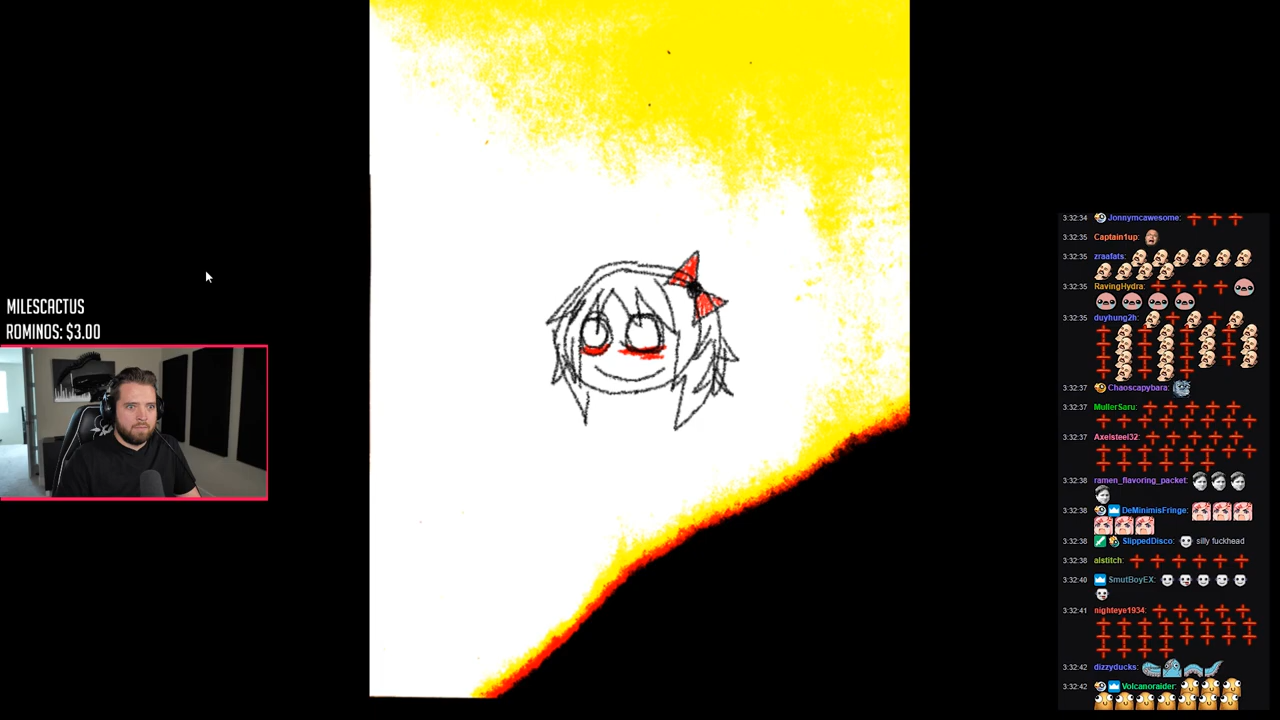 MILESCACTUS
ROMINOS: $3.00
3:32:34 Jonnymcawesome:
3:32:35 Captain1up:
3:32:35 zraafats:
3:32:35 RavingHydra:
3:32:35 duyhung2h:
3:32:37 Chaoscapybara:
3:32:37 MullerSaru:
3:32:37 Axelsteel32:
3:32:38 ramen_flavoring_packet:
3:32:38 DeMinimisFringe:
3:32:38 SlippedDisco: silly fuckhead
3:32:38 alstitch:
3:32:40 SmutBoyEX:
3:32:41 nighteye1934:
3:32:42 dizzyducks:
3:32:42 Volcanoraider: